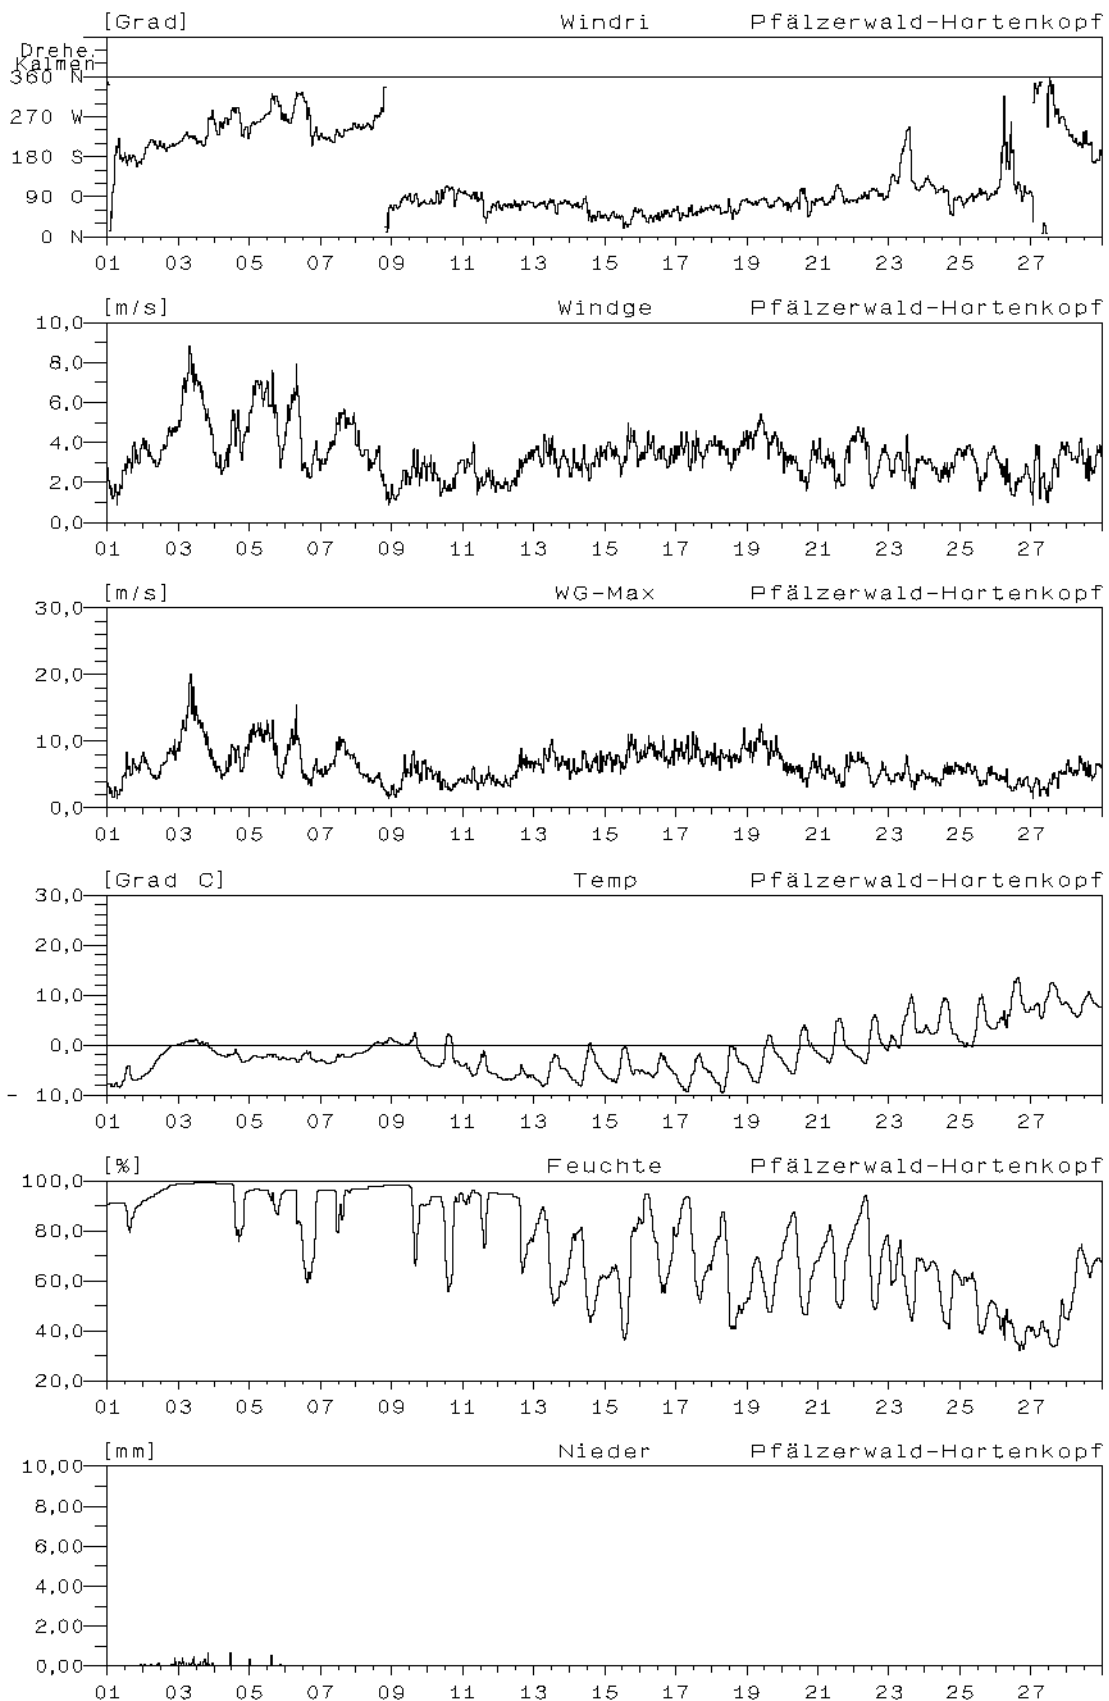 [Grad] Windri Pfälzerwald-Hortenkopf
Drehe.
Kalmen
360 N
270 W
180 S
90 O
0 N
01 03 05 07 09 11 13 15 17 19 21 23 25 27
[m/s] Windge Pfälzerwald-Hortenkopf
10,0
8,0
6,0
4,0
2,0
0,0
01 03 05 07 09 11 13 15 17 19 21 23 25 27
[m/s] WG-Max Pfälzerwald-Hortenkopf
30,0
20,0
10,0
0,0
01 03 05 07 09 11 13 15 17 19 21 23 25 27
[Grad C] Temp Pfälzerwald-Hortenkopf
30,0
20,0
10,0
0,0
- 10,0
01 03 05 07 09 11 13 15 17 19 21 23 25 27
[%] Feuchte Pfälzerwald-Hortenkopf
100,0
80,0
60,0
40,0
20,0
01 03 05 07 09 11 13 15 17 19 21 23 25 27
[mm] Nieder Pfälzerwald-Hortenkopf
10,00
8,00
6,00
4,00
2,00
0,00
01 03 05 07 09 11 13 15 17 19 21 23 25 27